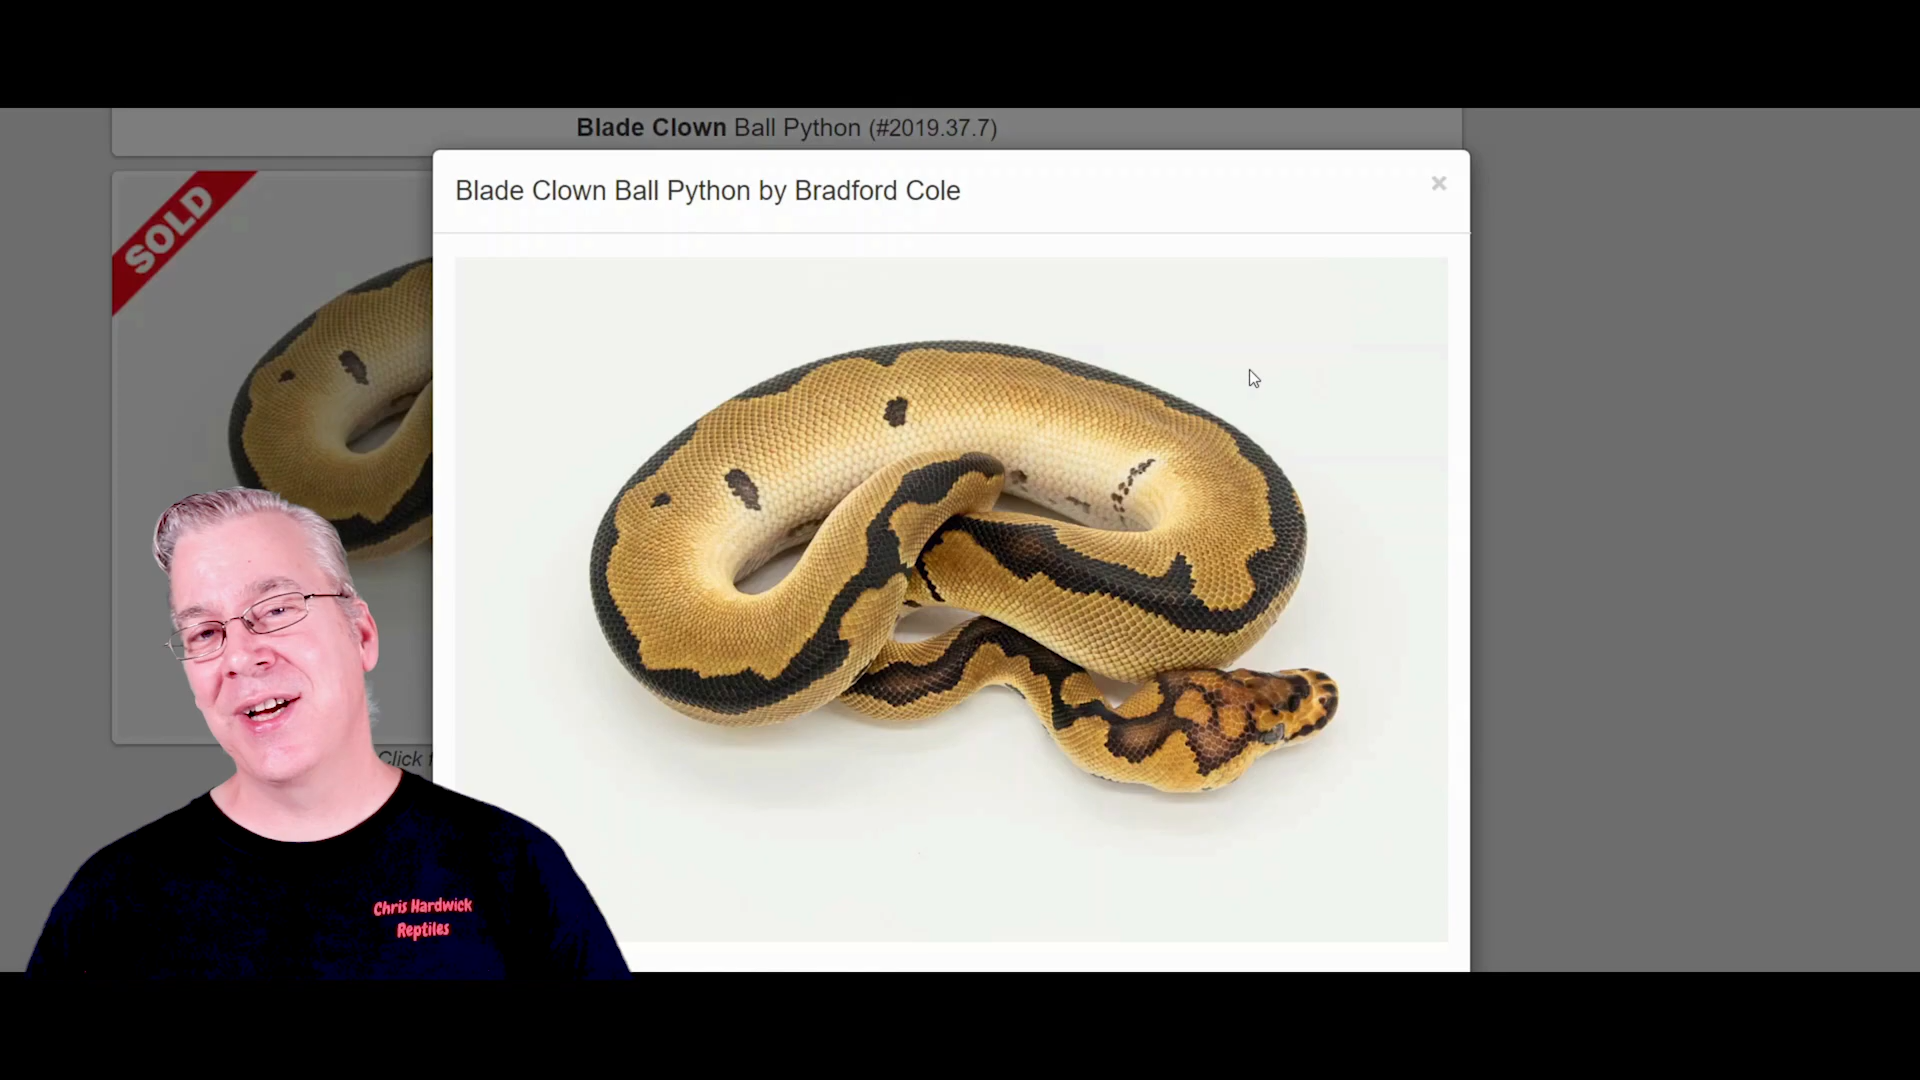 Blade Clown Ball Python (#2019.37.7)
SOLD
Blade Clown Ball Python by Bradford Cole
×
Click
Chris Hardwick
Reptiles